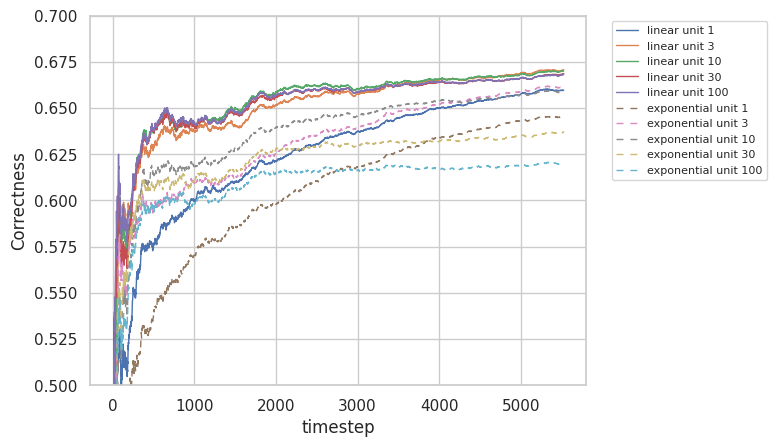 0.700
0.675
0.650
0.625
0.600
0.575
0.550
0.525
0.500
Correctness
0
1000
2000
3000
4000
5000
timestep
linear unit 1
linear unit 3
linear unit 10
linear unit 30
linear unit 100
exponential unit 1
exponential unit 3
exponential unit 10
exponential unit 30
exponential unit 100